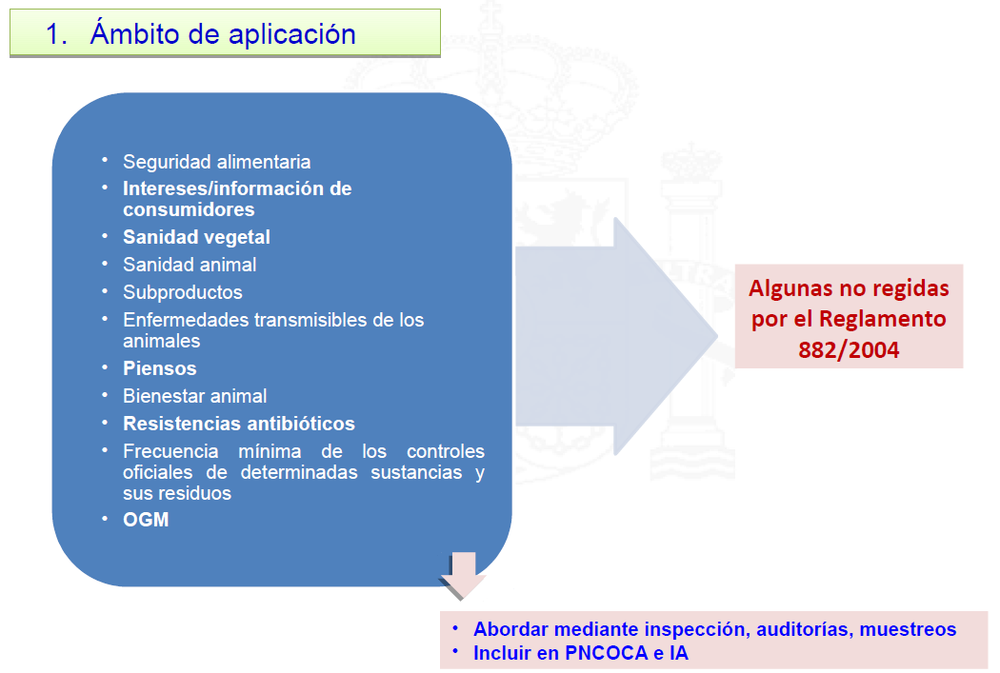 1. Ámbito de aplicación
• Seguridad alimentaria
• Intereses/información de
consumidores
• Sanidad vegetal
• Sanidad animal
• Subproductos
• Enfermedades transmisibles de los
animales
• Piensos
• Bienestar animal
• Resistencias antibióticos
• Frecuencia mínima de los controles
oficiales de determinadas sustancias y
sus residuos
• OGM
Algunas no regidas
por el Reglamento
882/2004
• Abordar mediante inspección, auditorías, muestreos
• Incluir en PNCOCA e IA